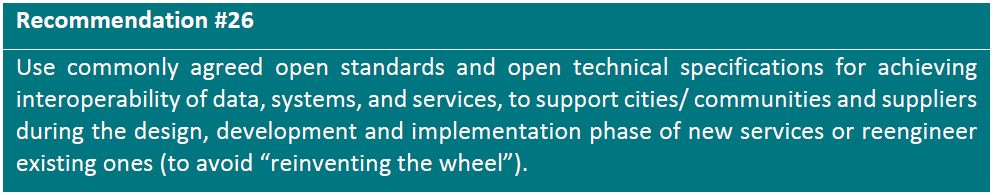 Recommendation #26
Use commonly agreed open standards and open technical specifications for achieving
interoperability of data, systems, and services, to support cities/ communities and suppliers
during the design, development and implementation phase of new services or reengineer
existing ones (to avoid “reinventing the wheel”).